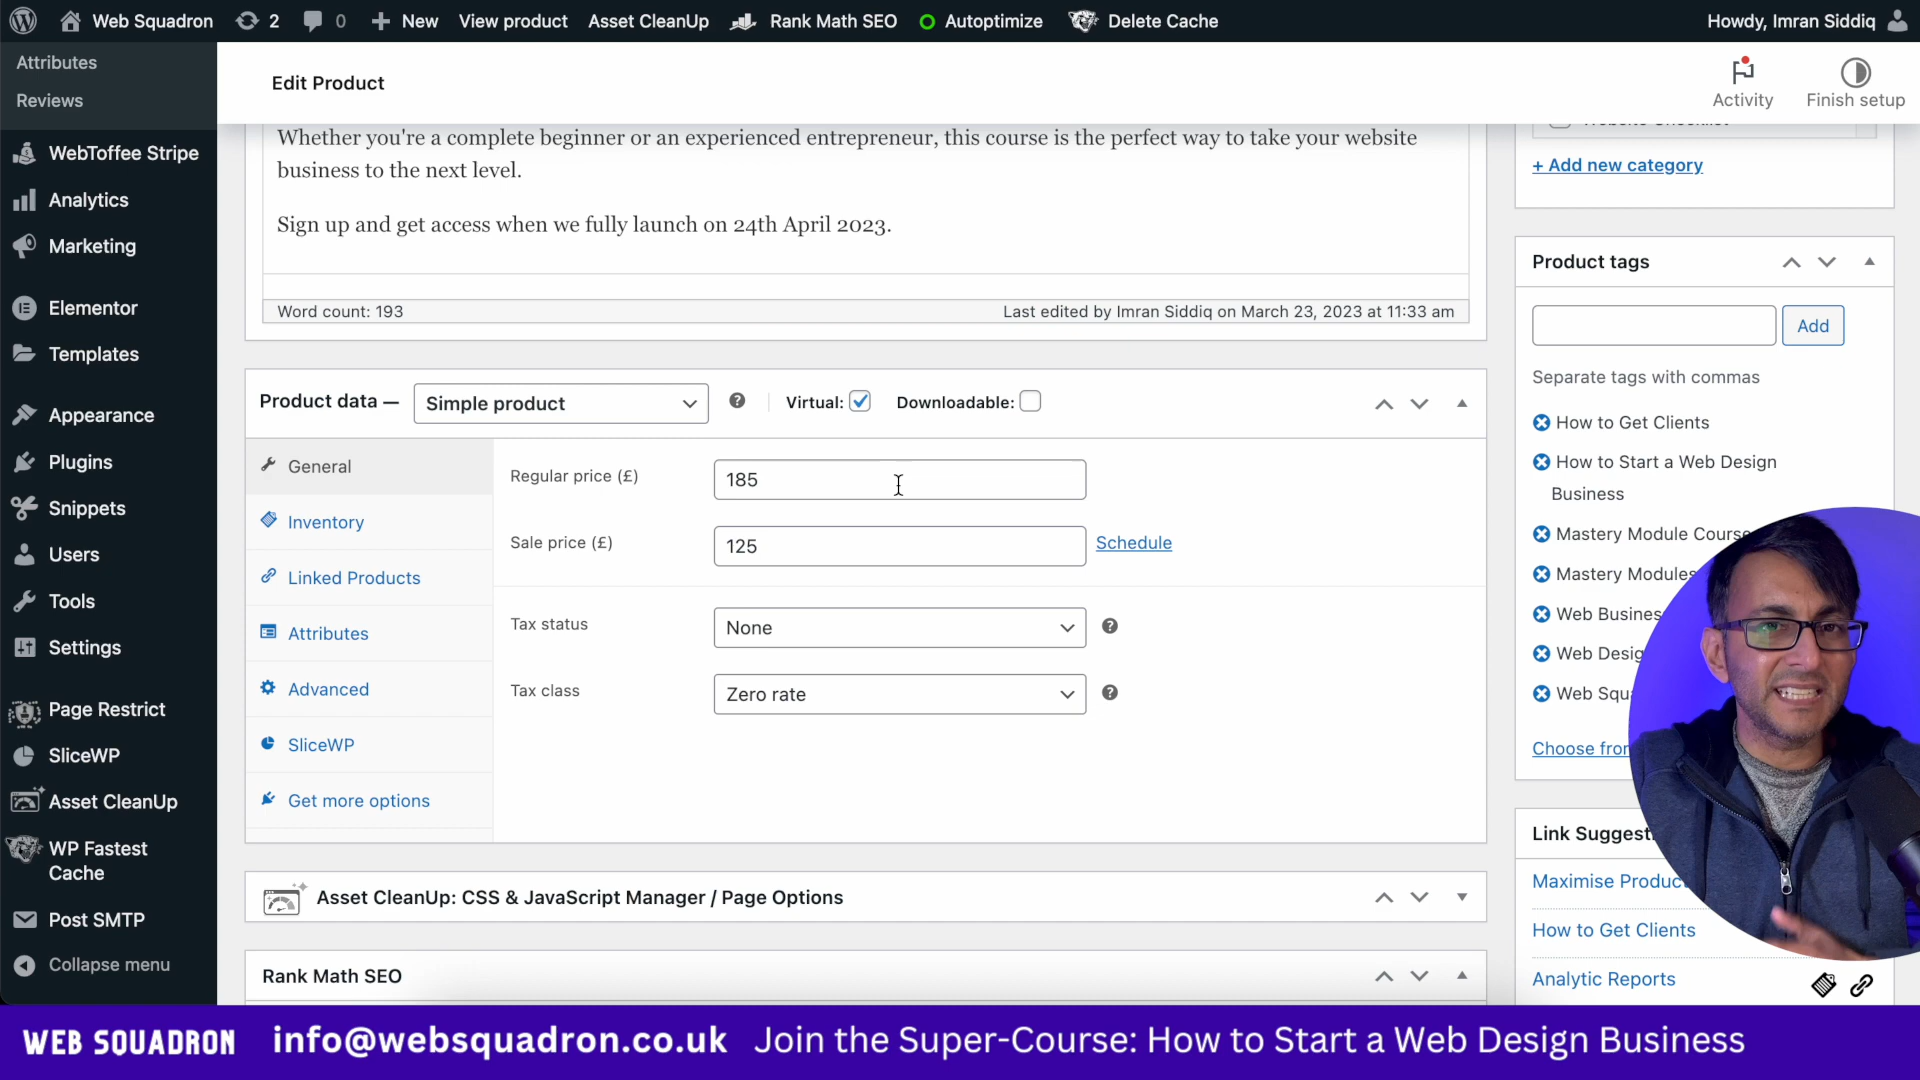 Web Squadron 2 0 New View product Asset CleanUp Rank Math SEO Autoptimize Delete Cache Howdy, Imran Siddiq
Attributes
Reviews
WebToffee Stripe
Analytics
Marketing
Elementor
Templates
Appearance
Plugins
Snippets
Users
Tools
Settings
Page Restrict
SliceWP
Asset CleanUp
WP Fastest
Cache
Post SMTP
Collapse menu
Edit Product
Activity
Finish setup
Whether you're a complete beginner or an experienced entrepreneur, this course is the perfect way to take your website
business to the next level.
Sign up and get access when we fully launch on 24th April 2023.
Word count: 193
Last edited by Imran Siddiq on March 23, 2023 at 11:33 am
Product data — Simple product Virtual: Downloadable:
General
Inventory
Linked Products
Attributes
Advanced
SliceWP
Get more options
Regular price (£) 185
Sale price (£) 125 Schedule
Tax status None
Tax class Zero rate
Asset CleanUp: CSS & JavaScript Manager / Page Options
Rank Math SEO
+ Add new category
Product tags
Add
Separate tags with commas
How to Get Clients
How to Start a Web Design
Business
Mastery Module Course
Mastery Modules
Web Busines
Web Desig
Web Squa
Choose from
Link Suggest
Maximise Product
How to Get Clients
Analytic Reports
WEB SQUADRON info@websquadron.co.uk Join the Super-Course: How to Start a Web Design Business